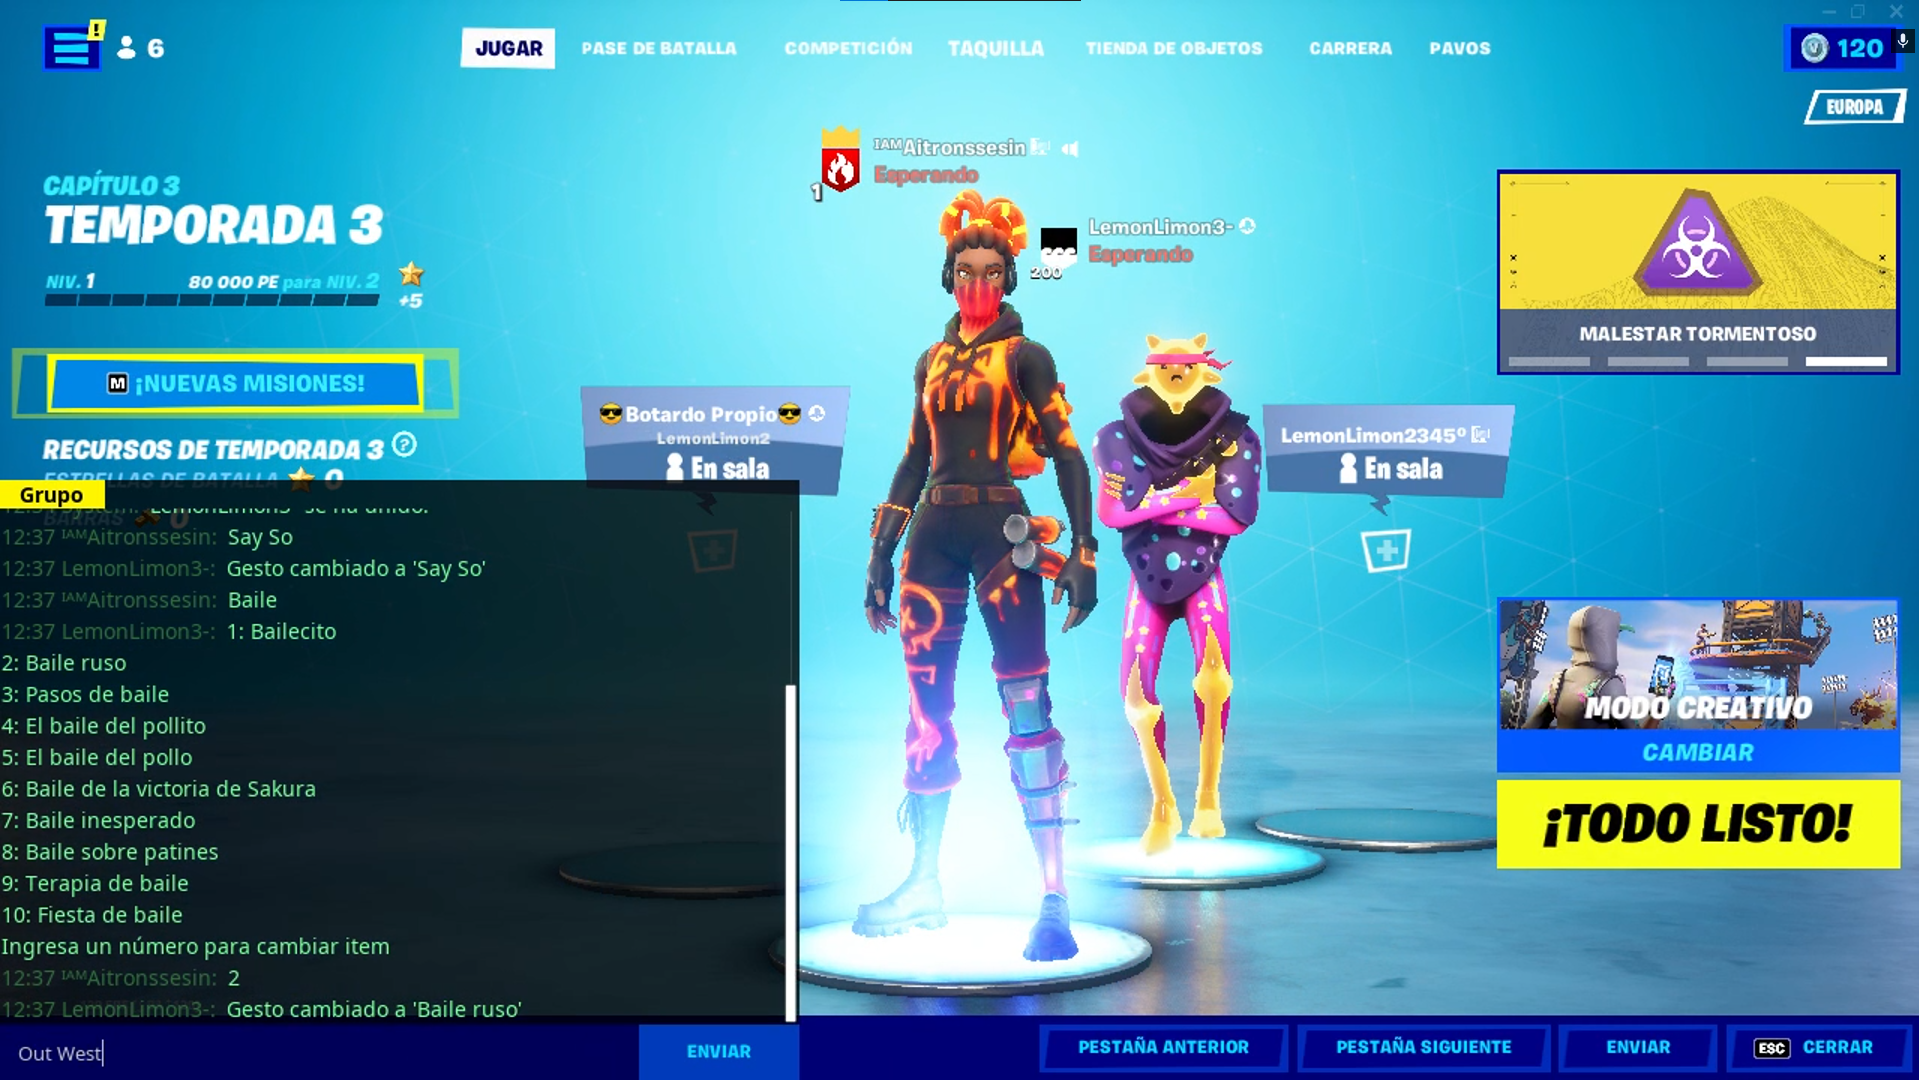 6
JUGAR
PASE DE BATALLA
COMPETICIÓN
TAQUILLA
TIENDA DE OBJETOS
CARRERA
PAVOS
120
EUROPA
CAPÍTULO 3
TEMPORADA 3
NIV. 1
80 000 PE para NIV. 2
+5
M ¡NUEVAS MISIONES!
RECURSOS DE TEMPORADA 3 ?
ESTRELLAS DE BATALLA 0
BARRAS 0
1
IAMAitronssesin
Esperando
LemonLimon3-
Esperando
200
😎Botardo Propio😎
LemonLimon2
En sala
LemonLimon2345º
En sala
MALESTAR TORMENTOSO
MODO CREATIVO
CAMBIAR
¡TODO LISTO!
Grupo
12:37 IAMAitronssesin: Say So
12:37 LemonLimon3-: Gesto cambiado a 'Say So'
12:37 IAMAitronssesin: Baile
12:37 LemonLimon3-: 1: Bailecito
2: Baile ruso
3: Pasos de baile
4: El baile del pollito
5: El baile del pollo
6: Baile de la victoria de Sakura
7: Baile inesperado
8: Baile sobre patines
9: Terapia de baile
10: Fiesta de baile
Ingresa un número para cambiar item
12:37 IAMAitronssesin: 2
12:37 LemonLimon3-: Gesto cambiado a 'Baile ruso'
Out West
ENVIAR
PESTAÑA ANTERIOR
PESTAÑA SIGUIENTE
ENVIAR
ESC CERRAR